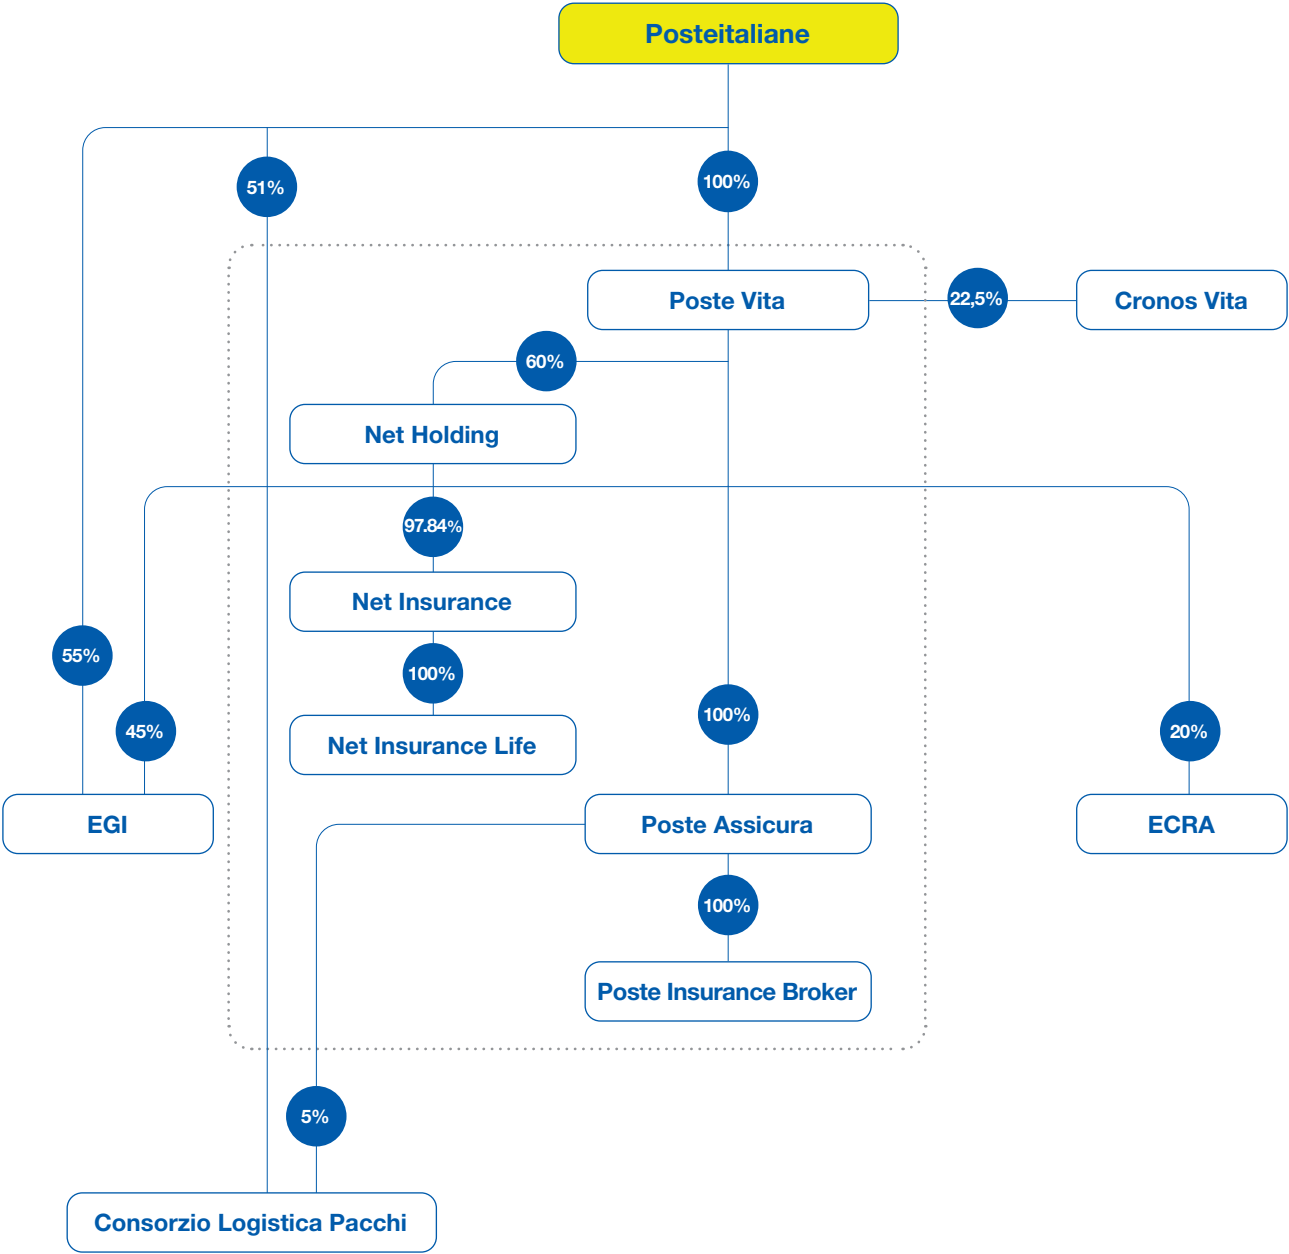 Posteitaliane
51%
100%
Poste Vita
22,5%
Cronos Vita
60%
Net Holding
97.84%
Net Insurance
55%
100%
100%
45%
20%
Net Insurance Life
EGI
Poste Assicura
ECRA
100%
Poste Insurance Broker
5%
Consorzio Logistica Pacchi